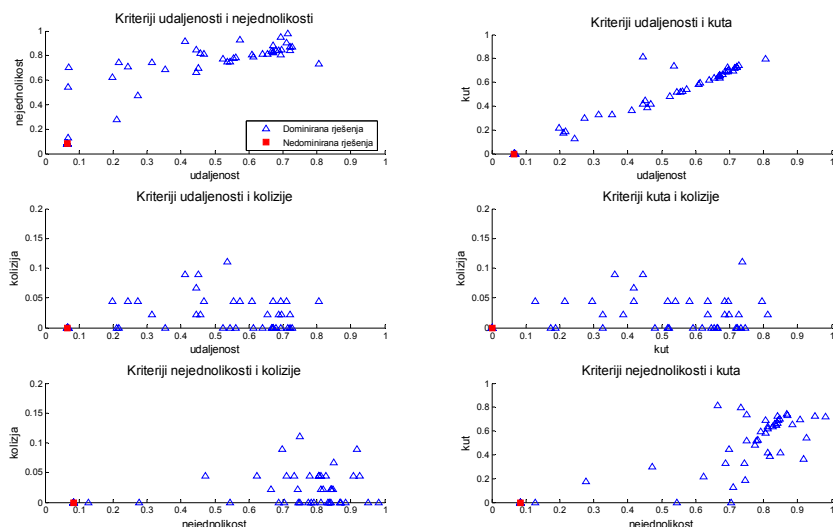 Kriteriji udaljenosti i nejednolikosti
1
0.8
0.6
0.4
0.2
0
nejednolikost
0 0.1 0.2 0.3 0.4 0.5 0.6 0.7 0.8 0.9 1
udaljenost
Dominirana rješenja
Nedominirana rješenja
Kriteriji udaljenosti i kuta
1
0.8
0.6
0.4
0.2
0
kut
0 0.1 0.2 0.3 0.4 0.5 0.6 0.7 0.8 0.9 1
udaljenost
Kriteriji udaljenosti i kolizije
0.2
0.15
0.1
0.05
0
kolizija
0 0.1 0.2 0.3 0.4 0.5 0.6 0.7 0.8 0.9 1
udaljenost
Kriteriji kuta i kolizije
0.2
0.15
0.1
0.05
0
kolizija
0 0.1 0.2 0.3 0.4 0.5 0.6 0.7 0.8 0.9 1
kut
Kriteriji nejednolikosti i kolizije
0.2
0.15
0.1
0.05
0
kolizija
0 0.1 0.2 0.3 0.4 0.5 0.6 0.7 0.8 0.9 1
nejednolikost
Kriteriji nejednolikosti i kuta
1
0.8
0.6
0.4
0.2
0
kut
0 0.1 0.2 0.3 0.4 0.5 0.6 0.7 0.8 0.9 1
nejednolikost